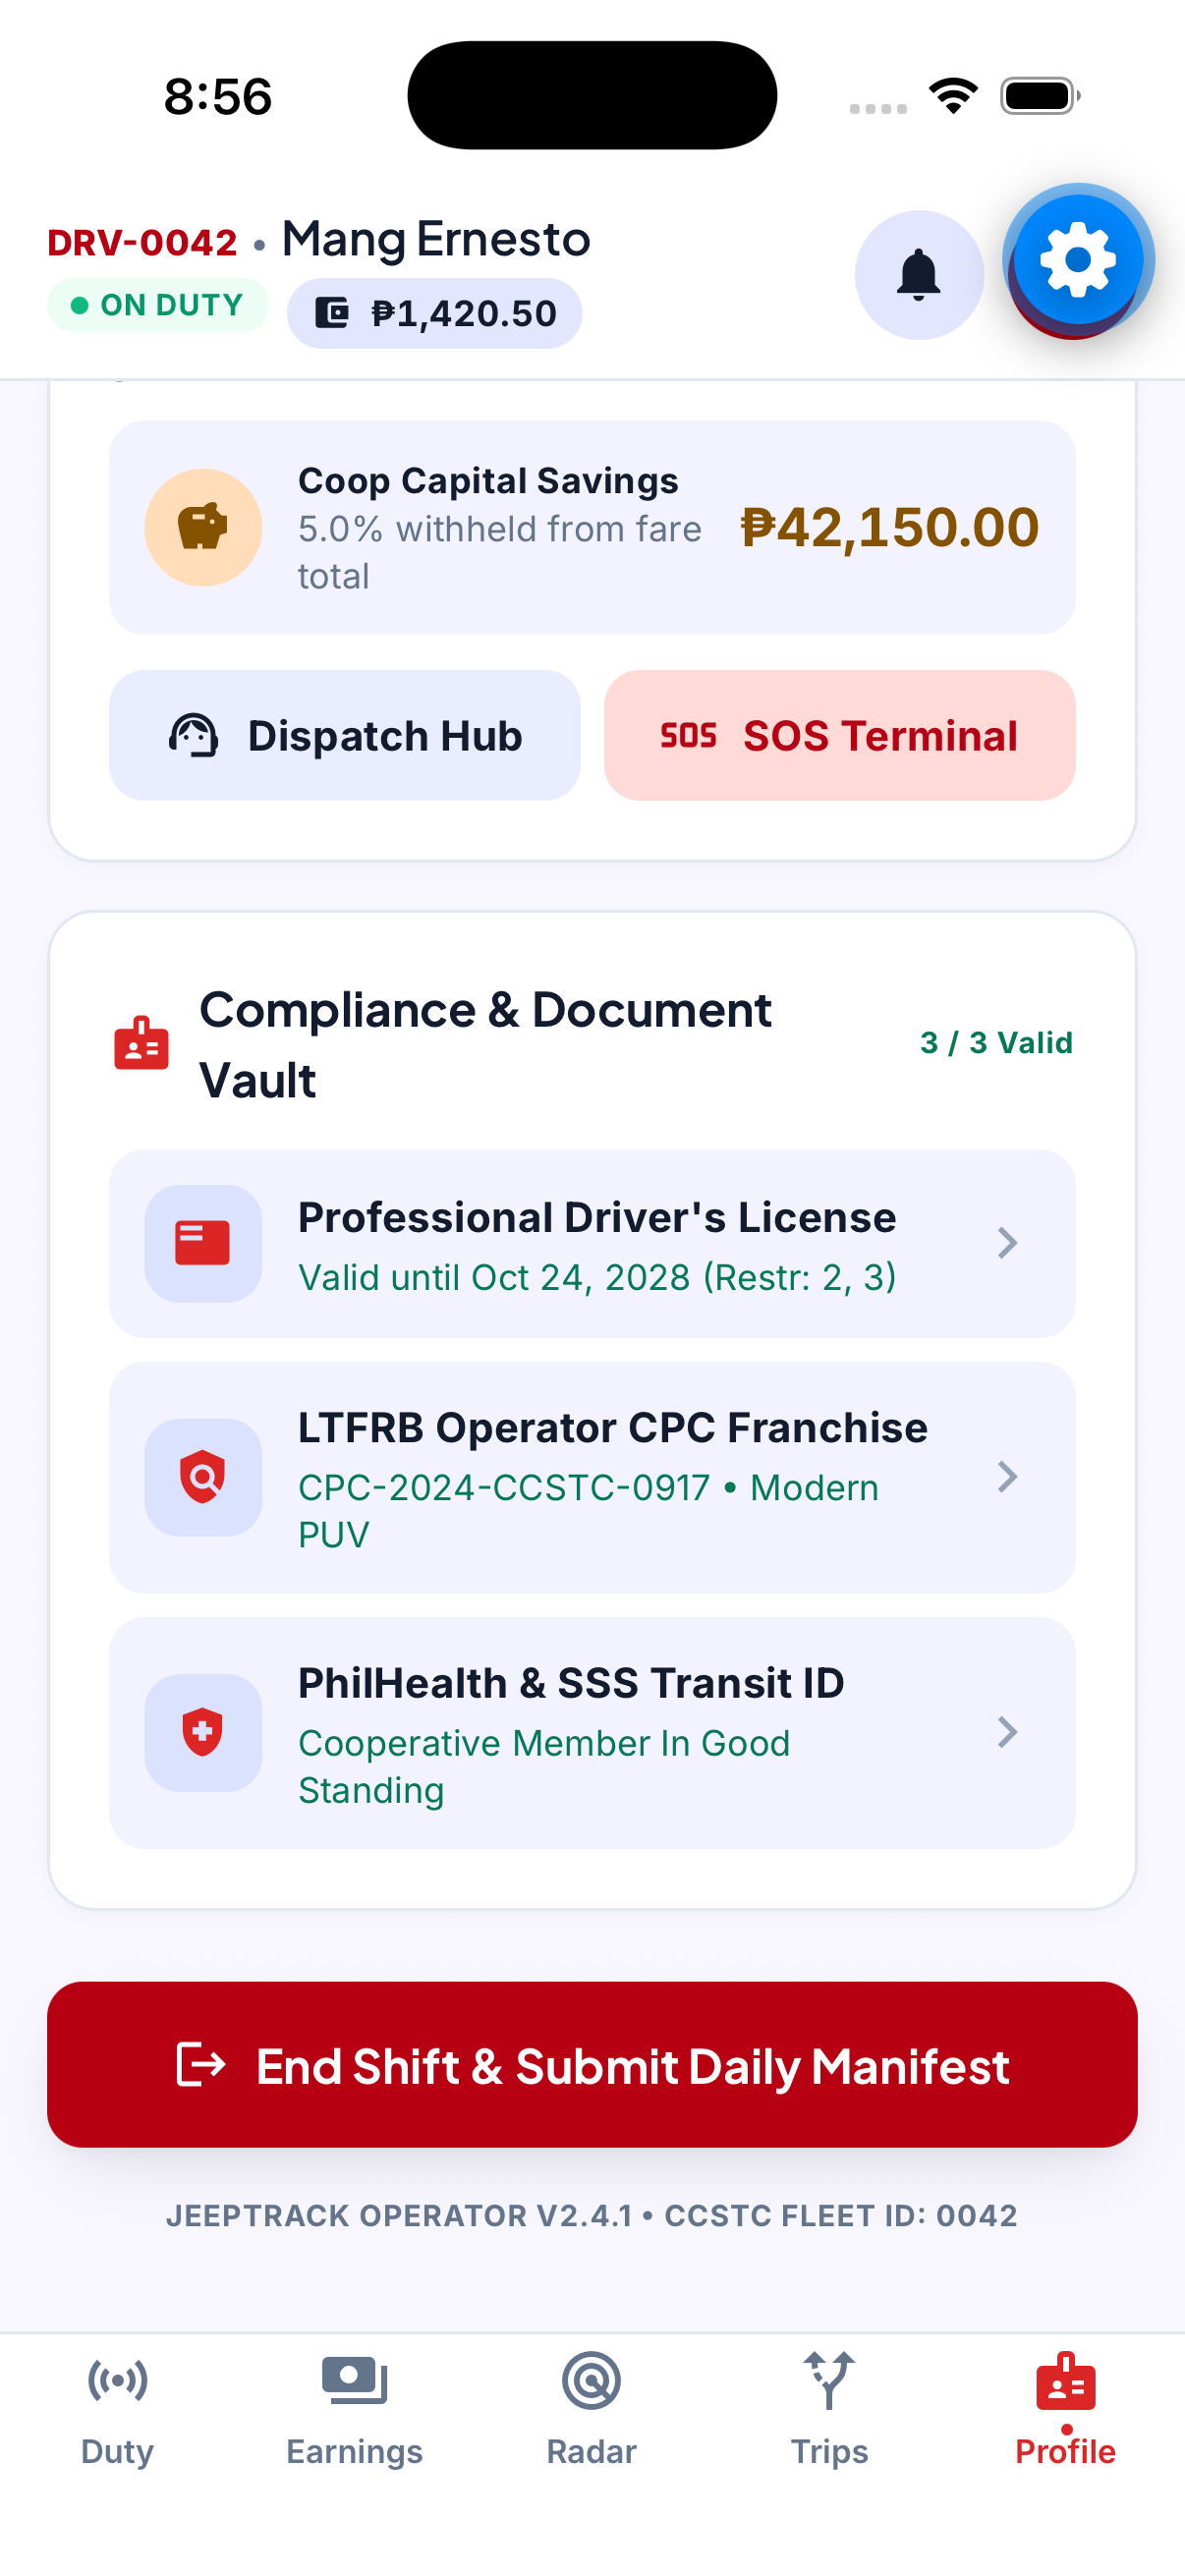 8:56
DRV-0042 • Mang Ernesto
ON DUTY
₱1,420.50
Coop Capital Savings
5.0% withheld from fare
total
₱42,150.00
Dispatch Hub
SOS SOS Terminal
Compliance & Document
Vault
3 / 3 Valid
Professional Driver's License
Valid until Oct 24, 2028 (Restr: 2, 3)
LTFRB Operator CPC Franchise
CPC-2024-CCSTC-0917 • Modern
PUV
PhilHealth & SSS Transit ID
Cooperative Member In Good
Standing
End Shift & Submit Daily Manifest
JEEPTRACK OPERATOR V2.4.1 • CCSTC FLEET ID: 0042
Duty
Earnings
Radar
Trips
Profile